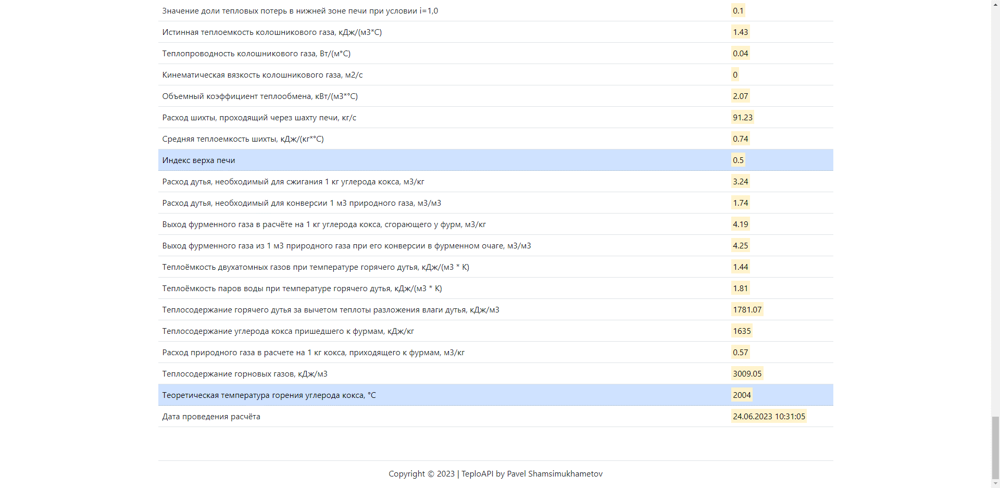 Значение доли тепловых потерь в нижней зоне печи при условии i=1,0 0.1
Истинная теплоемкость колошникового газа, кДж/(м3*С) 1.43
Теплопроводность колошникового газа, Вт/(м*С) 0.04
Кинематическая вязкость колошникового газа, м2/с 0
Объемный коэффициент теплообмена, кВт/(м3*°С) 2.07
Расход шихты, проходящий через шахту печи, кг/с 91.23
Средняя теплоемкость шихты, кДж/(кг*°С) 0.74
Индекс верха печи 0.5
Расход дутья, необходимый для сжигания 1 кг углерода кокса, м3/кг 3.24
Расход дутья, необходимый для конверсии 1 м3 природного газа, м3/м3 1.74
Выход фурменного газа в расчёте на 1 кг углерода кокса, сгорающего у фурм, м3/кг 4.19
Выход фурменного газа из 1 м3 природного газа при его конверсии в фурменном очаге, м3/м3 4.25
Теплоёмкость двухатомных газов при температуре горячего дутья, кДж/(м3 * К) 1.44
Теплоёмкость паров воды при температуре горячего дутья, кДж/(м3 * К) 1.81
Теплосодержание горячего дутья за вычетом теплоты разложения влаги дутья, кДж/м3 1781.07
Теплосодержание углерода кокса пришедшего к фурмам, кДж/кг 1635
Расход природного газа в расчете на 1 кг кокса, приходящего к фурмам, м3/кг 0.57
Теплосодержание горновых газов, кДж/м3 3009.05
Теоретическая температура горения углерода кокса, °С 2004
Дата проведения расчёта 24.06.2023 10:31:05
Copyright © 2023 | TeploAPI by Pavel Shamsimukhametov